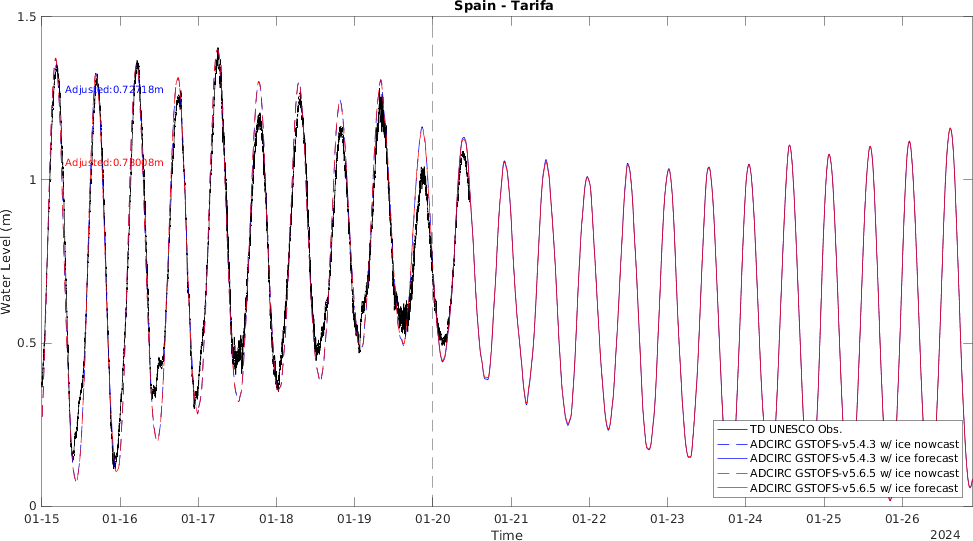 Spain - Tarifa
Water Level (m)
1.5
1
0.5
0
Adjusted:0.72718m
Adjusted:0.73008m
TD UNESCO Obs.
ADCIRC GSTOFS-v5.4.3 w/ ice nowcast
ADCIRC GSTOFS-v5.4.3 w/ ice forecast
ADCIRC GSTOFS-v5.6.5 w/ ice nowcast
ADCIRC GSTOFS-v5.6.5 w/ ice forecast
01-15 01-16 01-17 01-18 01-19 01-20 01-21 01-22 01-23 01-24 01-25 01-26
Time
2024